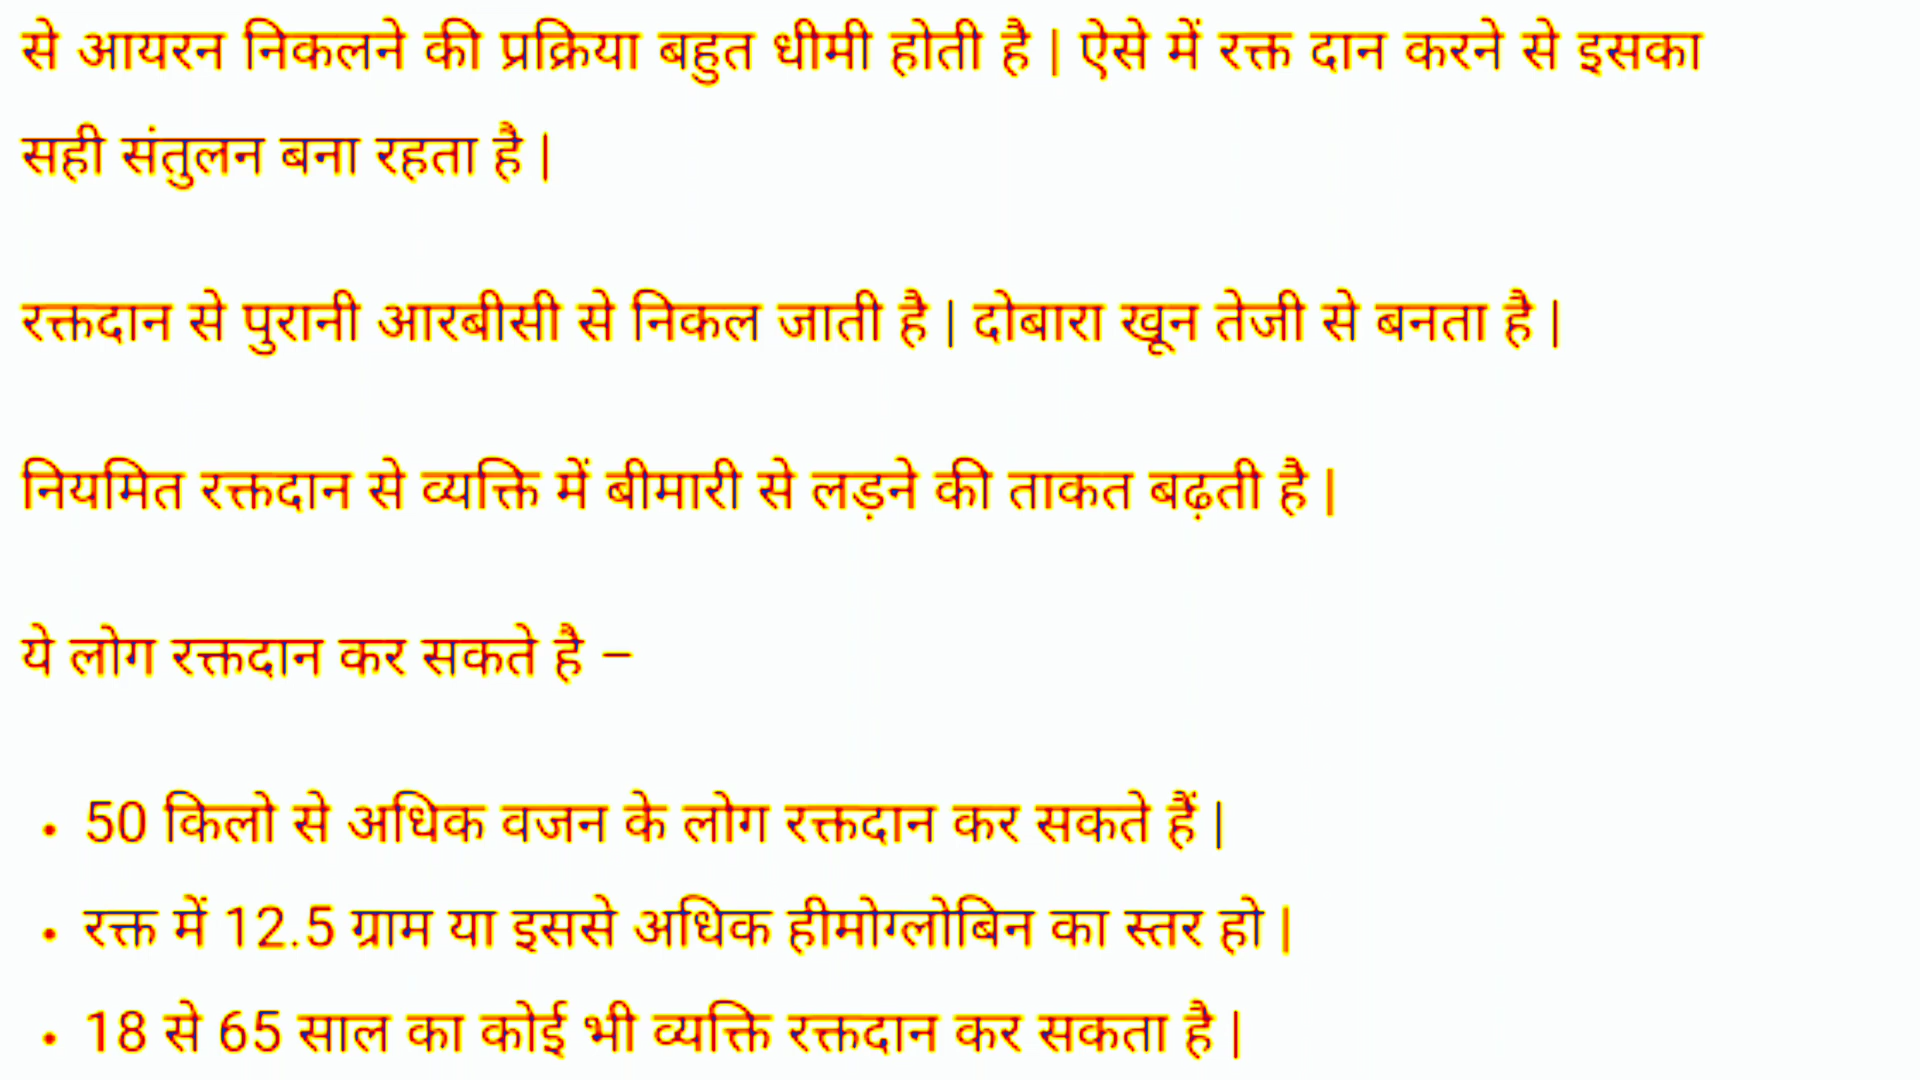 से आयरन निकलने की प्रक्रिया बहुत धीमी होती है | ऐसे में रक्त दान करने से इसका
सही संतुलन बना रहता है |
रक्तदान से पुरानी आरबीसी से निकल जाती है | दोबारा खून तेजी से बनता है |
नियमित रक्तदान से व्यक्ति में बीमारी से लड़ने की ताकत बढ़ती है |
ये लोग रक्तदान कर सकते है –
• 50 किलो से अधिक वजन के लोग रक्तदान कर सकते हैं |
• रक्त में 12.5 ग्राम या इससे अधिक हीमोग्लोबिन का स्तर हो |
• 18 से 65 साल का कोई भी व्यक्ति रक्तदान कर सकता है |